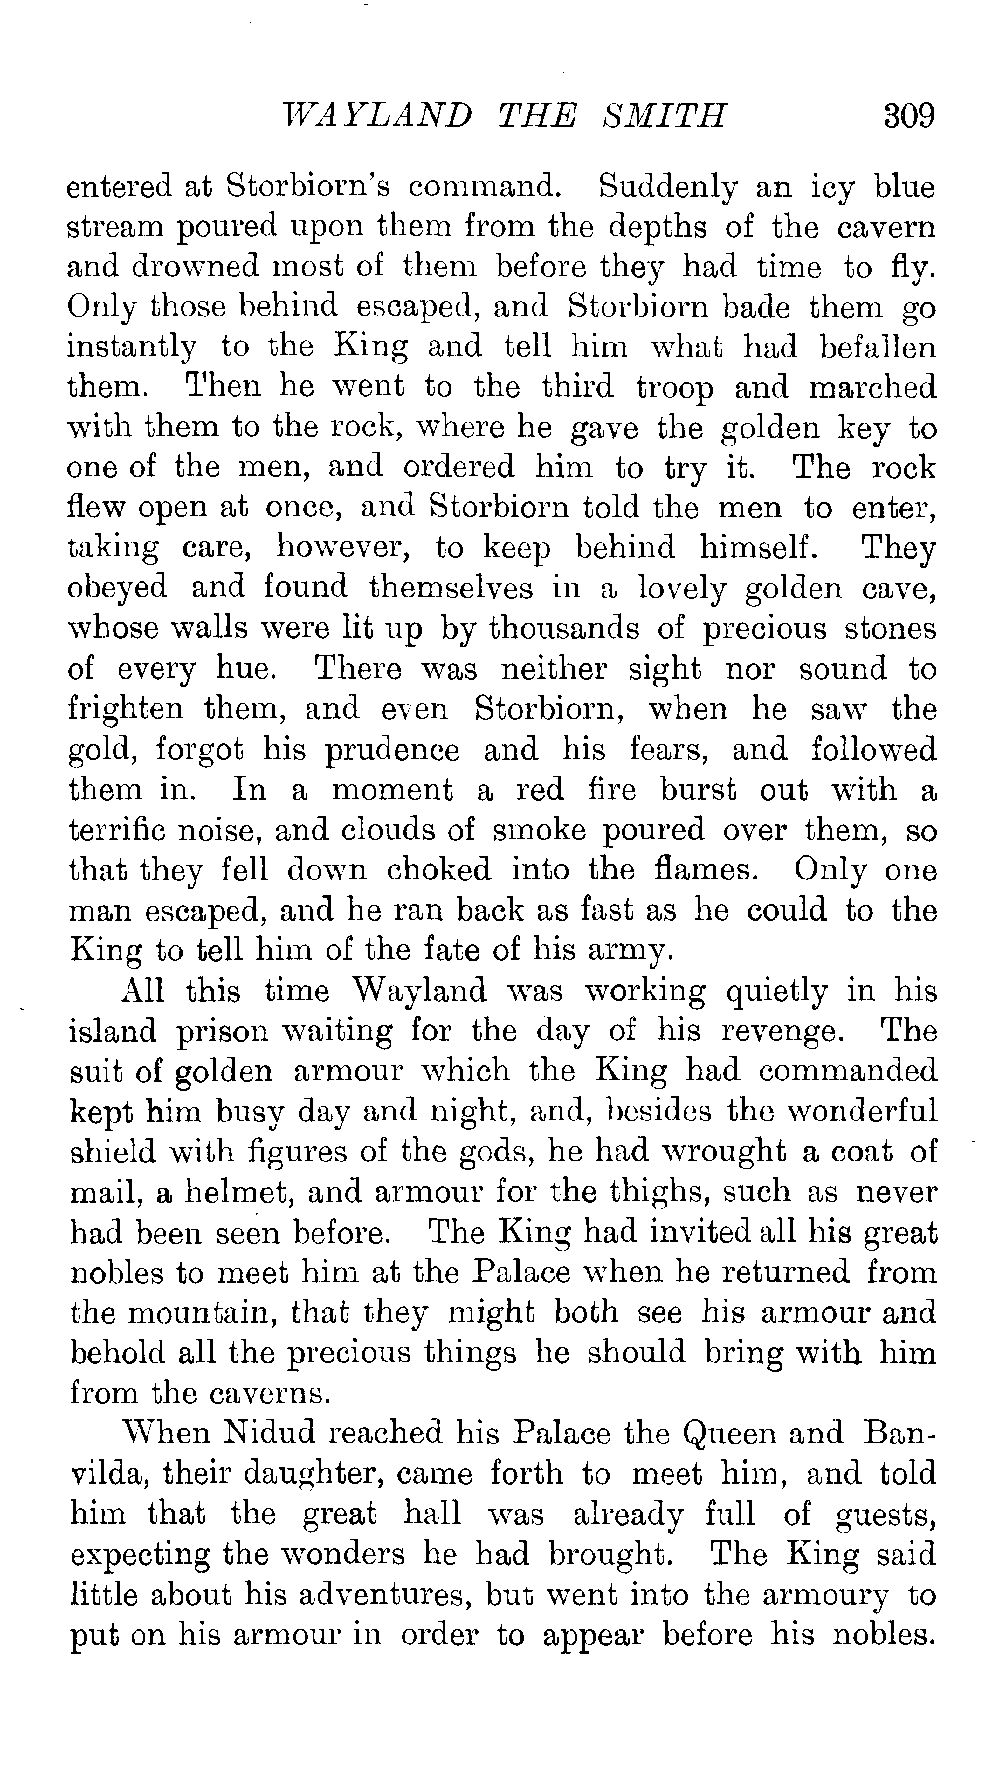 WAYLAND THE SMITH 309
entered at Storbiorn's command. Suddenly an icy blue
stream poured upon them from the depths of the cavern
and drowned most of them before they had time to fly.
Only those behind escaped, and Storbiorn bade them go
instantly to the King and tell him what had befallen
them. Then he went to the third troop and marched
with them to the rock, where he gave the golden key to
one of the men, and ordered him to try it. The rock
flew open at once, and Storbiorn told the men to enter,
taking care, however, to keep behind himself. They
obeyed and found themselves in a lovely golden cave,
whose walls were lit up by thousands of precious stones
of every hue. There was neither sight nor sound to
frighten them, and even Storbiorn, when he saw the
gold, forgot his prudence and his fears, and followed
them in. In a moment a red fire burst out with a
terrific noise, and clouds of smoke poured over them, so
that they fell down choked into the flames. Only one
man escaped, and he ran back as fast as he could to the
King to tell him of the fate of his army.
All this time Wayland was working quietly in his
island prison waiting for the day of his revenge. The
suit of golden armour which the King had commanded
kept him busy day and night, and, besides the wonderful
shield with figures of the gods, he had wrought a coat of
mail, a helmet, and armour for the thighs, such as never
had been seen before. The King had invited all his great
nobles to meet him at the Palace when he returned from
the mountain, that they might both see his armour and
behold all the precious things he should bring with him
from the caverns.
When Nidud reached his Palace the Queen and Ban-
vilda, their daughter, came forth to meet him, and told
him that the great hall was already full of guests,
expecting the wonders he had brought. The King said
little about his adventures, but went into the armoury to
put on his armour in order to appear before his nobles.